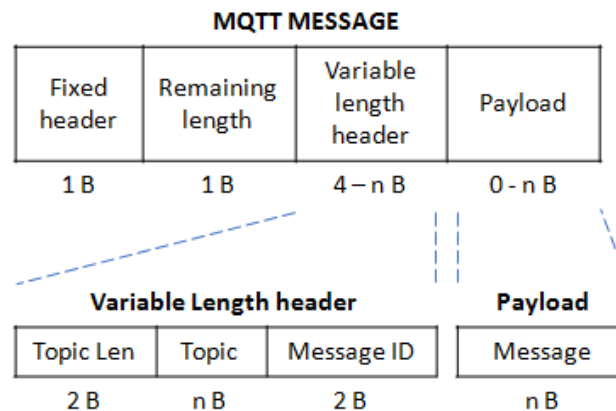 MQTT MESSAGE
Fixed header
Remaining length
Variable length header
Payload
1 B
1 B
4 – n B
0 - n B
Variable Length header
Payload
Topic Len
Topic
Message ID
Message
2 B
n B
2 B
n B